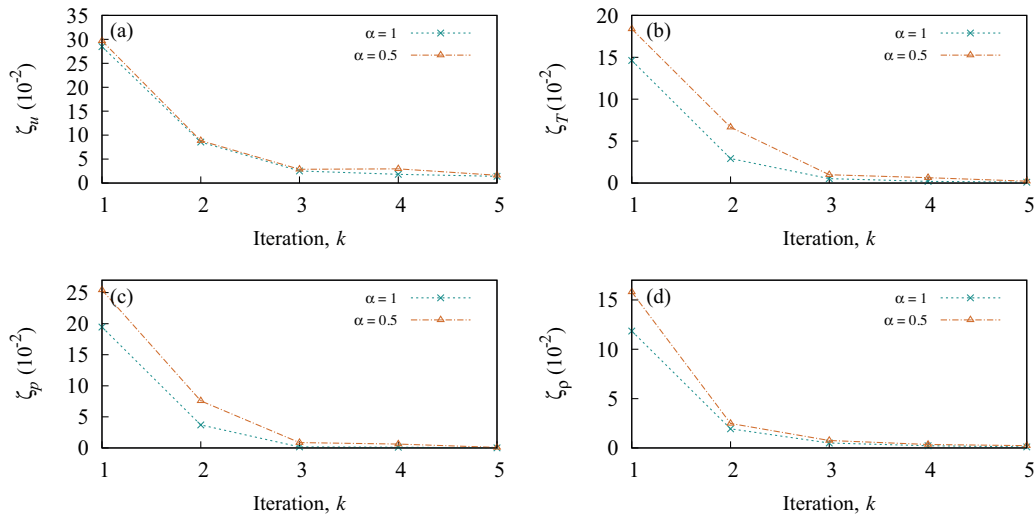 (a)
α = 1
α = 0.5
ζu (10-2)
35
30
25
20
15
10
5
0
1 2 3 4 5
Iteration, k
(b)
α = 1
α = 0.5
ζT (10-2)
20
15
10
5
0
1 2 3 4 5
Iteration, k
(c)
α = 1
α = 0.5
ζp (10-2)
25
20
15
10
5
0
1 2 3 4 5
Iteration, k
(d)
α = 1
α = 0.5
ζρ (10-2)
15
10
5
0
1 2 3 4 5
Iteration, k